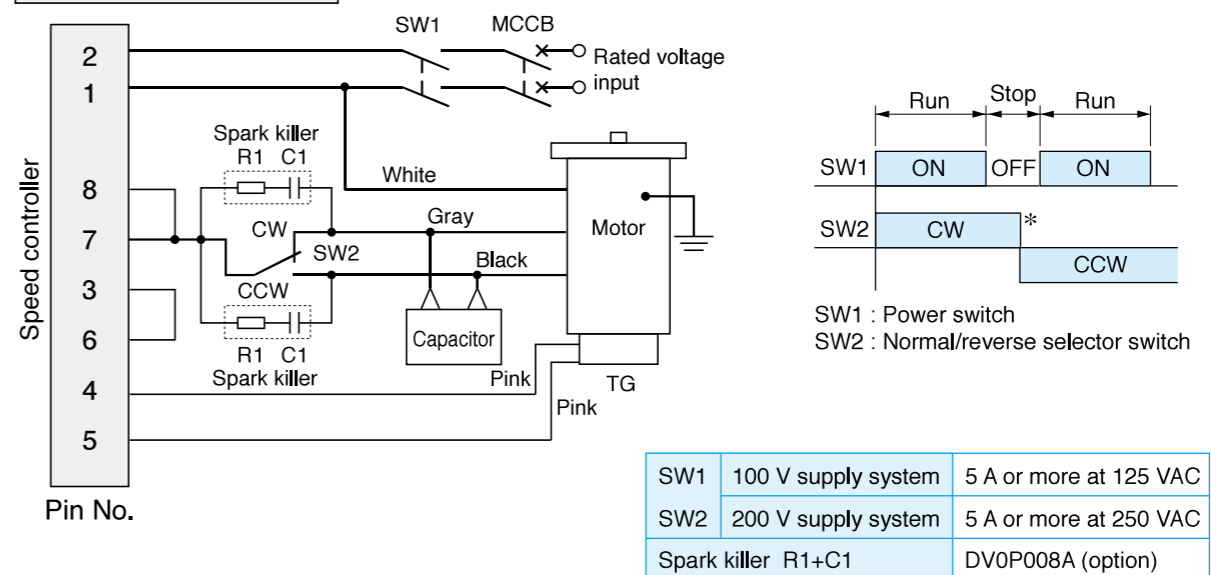 SW1 MCCB
2
Rated voltage
1
input
Spark killer
R1 C1
White
8
Gray
CW
7
SW2
Motor
Black
CCW
3
Speed controller
Capacitor
6
R1 C1
Spark killer
Pink
TG
4
Pink
5
Pin No.
Run Stop Run
SW1 ON OFF ON
SW2 CW *
CCW
SW1 : Power switch
SW2 : Normal/reverse selector switch
SW1 100 V supply system 5 A or more at 125 VAC
SW2 200 V supply system 5 A or more at 250 VAC
Spark killer R1+C1 DV0P008A (option)